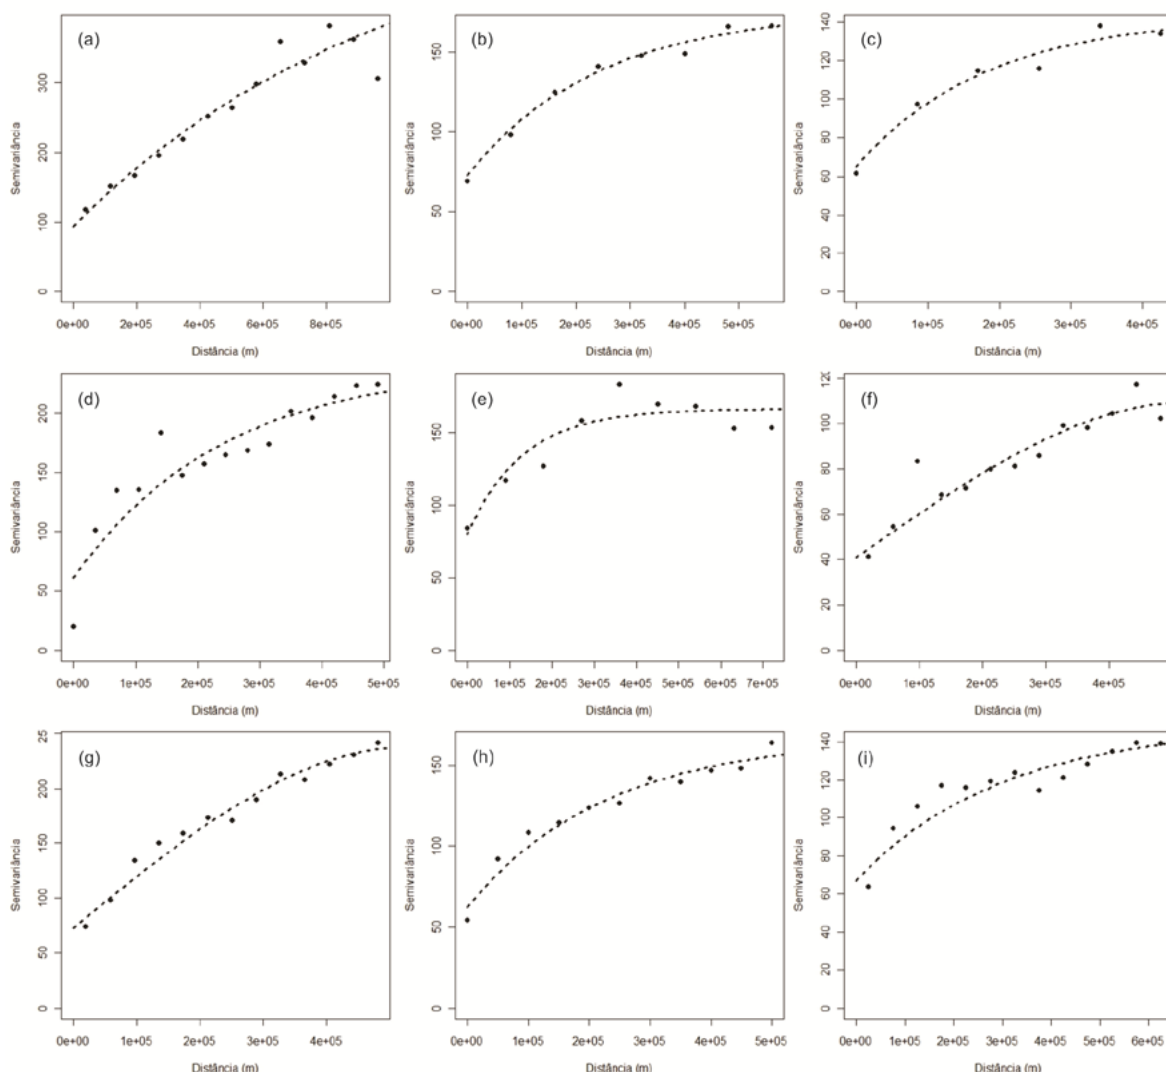 (a)
Semivariância
0 100 200 300
0e+00 2e+05 4e+05 6e+05 8e+05
Distância (m)
(b)
Semivariância
0 50 100 150
0e+00 1e+05 2e+05 3e+05 4e+05 5e+05
Distância (m)
(c)
Semivariância
0 20 40 60 80 100 120 140
0e+00 1e+05 2e+05 3e+05 4e+05
Distância (m)
(d)
Semivariância
0 50 100 150 200
0e+00 1e+05 2e+05 3e+05 4e+05 5e+05
Distância (m)
(e)
Semivariância
0 50 100 150
0e+00 1e+05 2e+05 3e+05 4e+05 5e+05 6e+05 7e+05
Distância (m)
(f)
Semivariância
0 20 40 60 80 100 120
0e+00 1e+05 2e+05 3e+05 4e+05
Distância (m)
(g)
Semivariância
0 50 100 150 200 25
0e+00 1e+05 2e+05 3e+05 4e+05
Distância (m)
(h)
Semivariância
0 50 100 150
0e+00 1e+05 2e+05 3e+05 4e+05 5e+05
Distância (m)
(i)
Semivariância
0 20 40 60 80 100 120 140
0e+00 1e+05 2e+05 3e+05 4e+05 5e+05 6e+05
Distância (m)